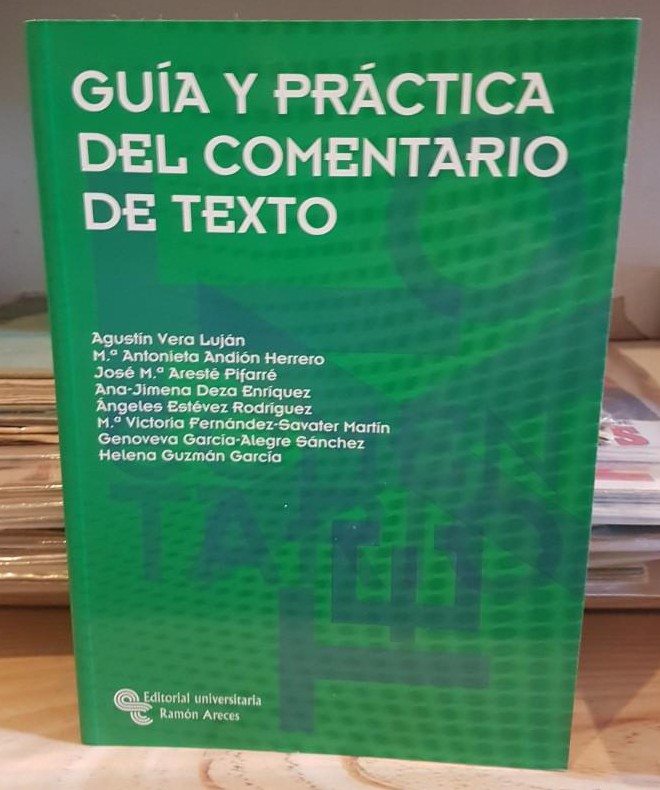 GUÍA Y PRÁCTICA
DEL COMENTARIO
DE TEXTO
Agustín Vera Luján
M.ª Antonieta Andión Herrero
José M.ª Aresté Pifarré
Ana-Jimena Deza Enríquez
Ángeles Estévez Rodríguez
M.ª Victoria Fernández-Savater Martín
Genoveva García-Alegre Sánchez
Helena Guzmán García
Editorial universitaria
Ramón Areces